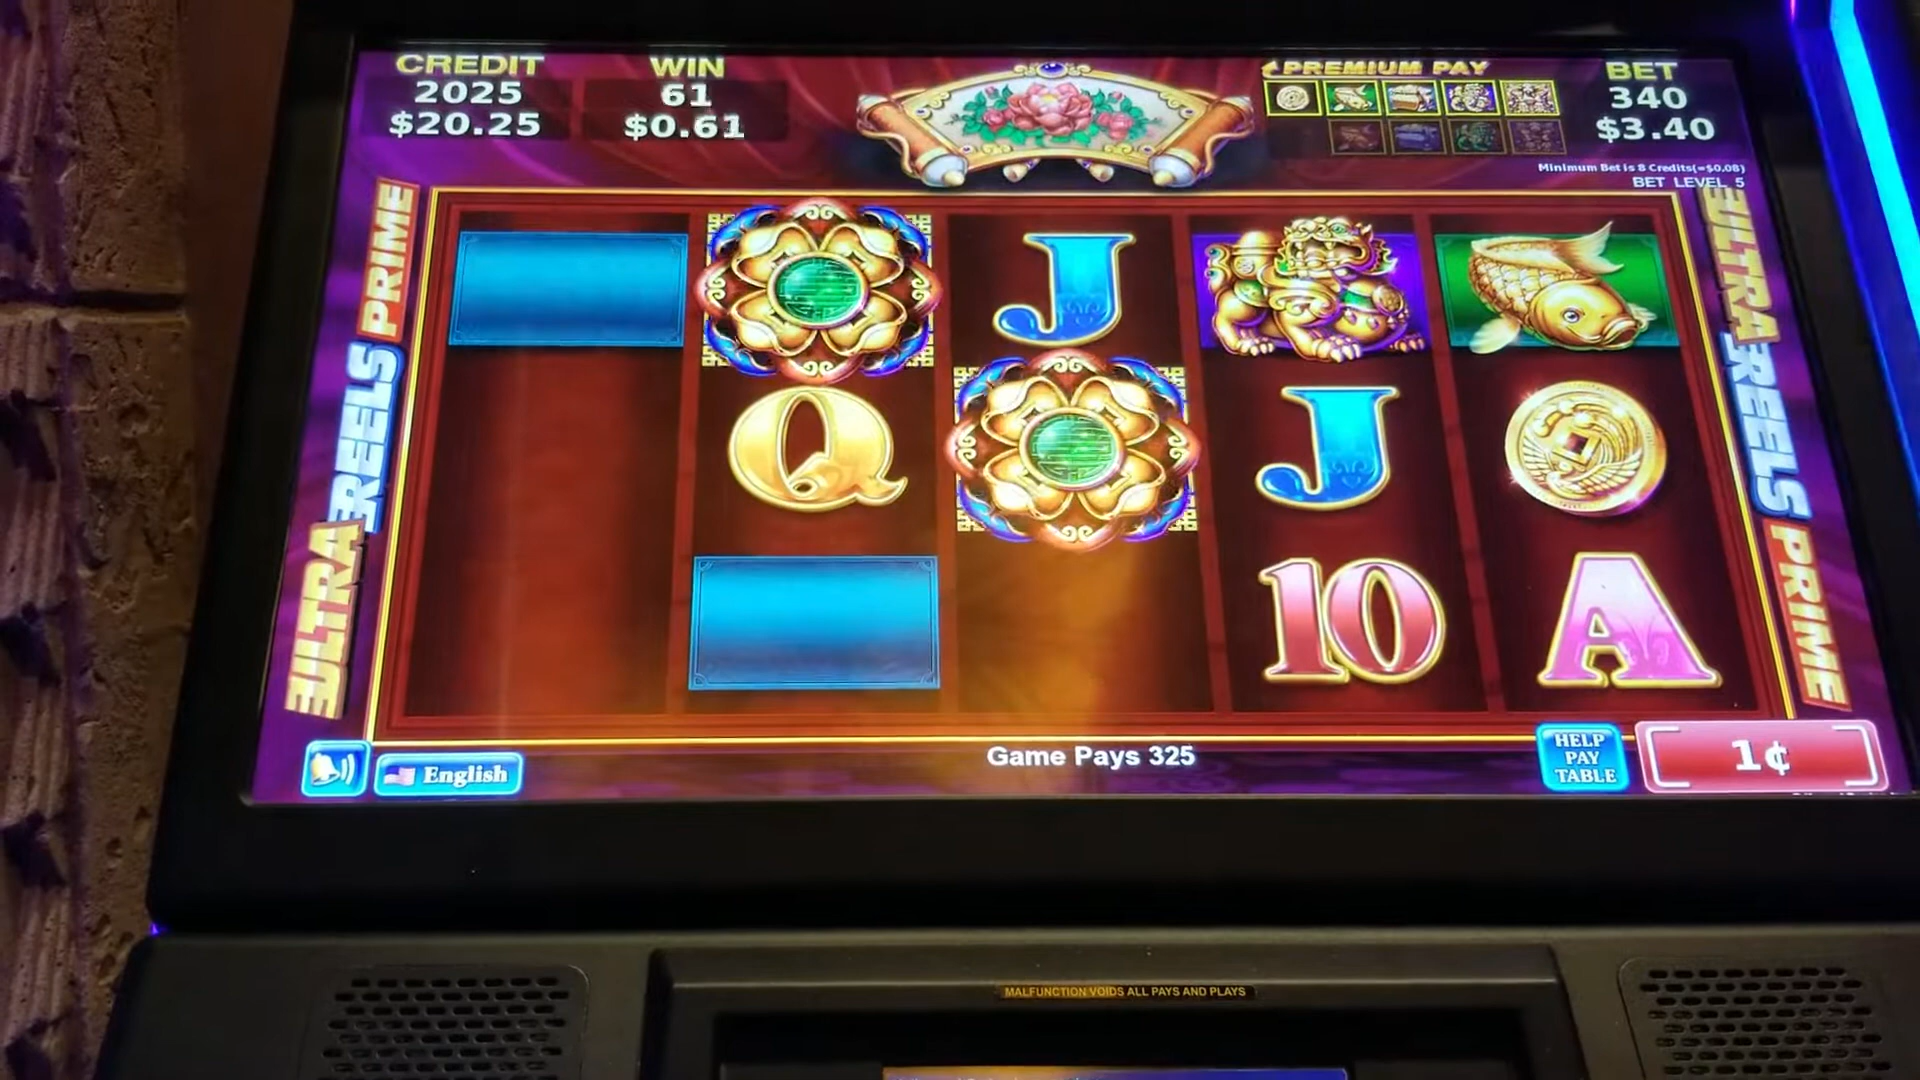 CREDIT
2025
$20.25
WIN
61
$0.61
PREMIUM PAY
BET
340
$3.40
Minimum Bet is 8 Credits(=$0.08)
BET LEVEL 5
ULTRA REELS PRIME
ULTRA REELS PRIME
J
Q
J
10
A
English
Game Pays 325
HELP
PAY
TABLE
1¢
MALFUNCTION VOIDS ALL PAYS AND PLAYS